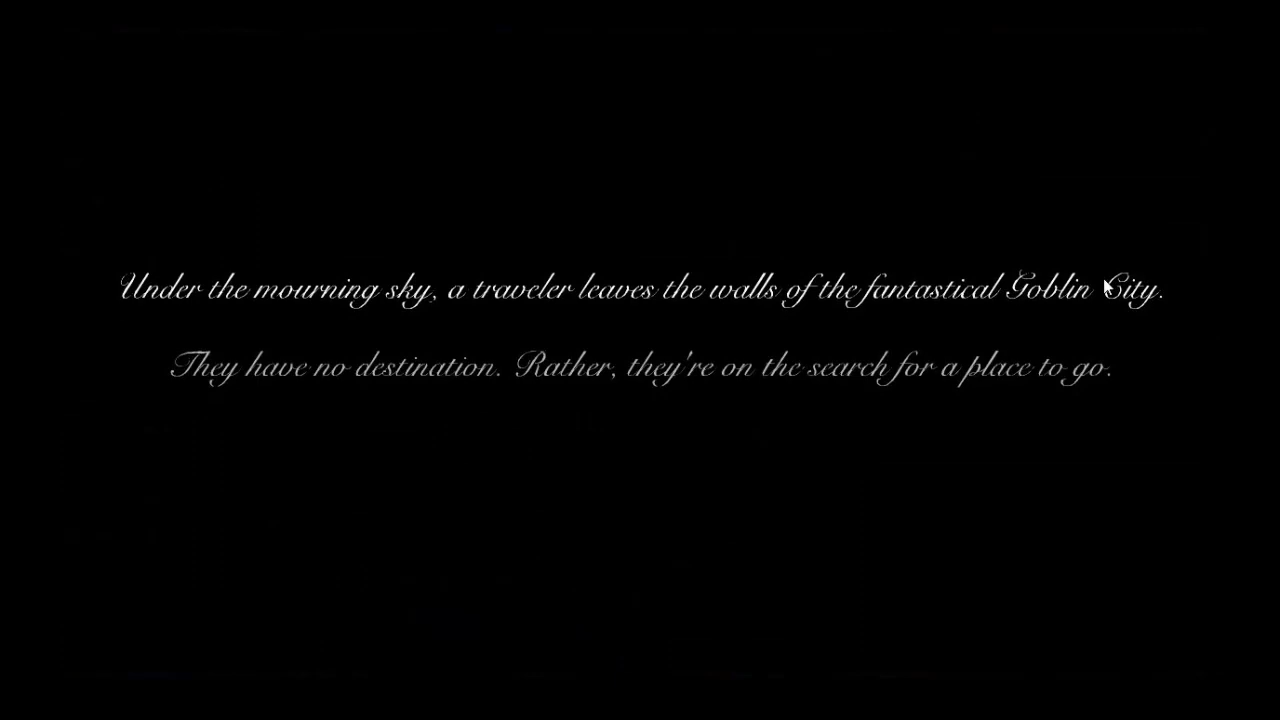 Under the mourning sky, a traveler leaves the walls of the fantastical Goblin City.
They have no destination. Rather, they're on the search for a place to go.